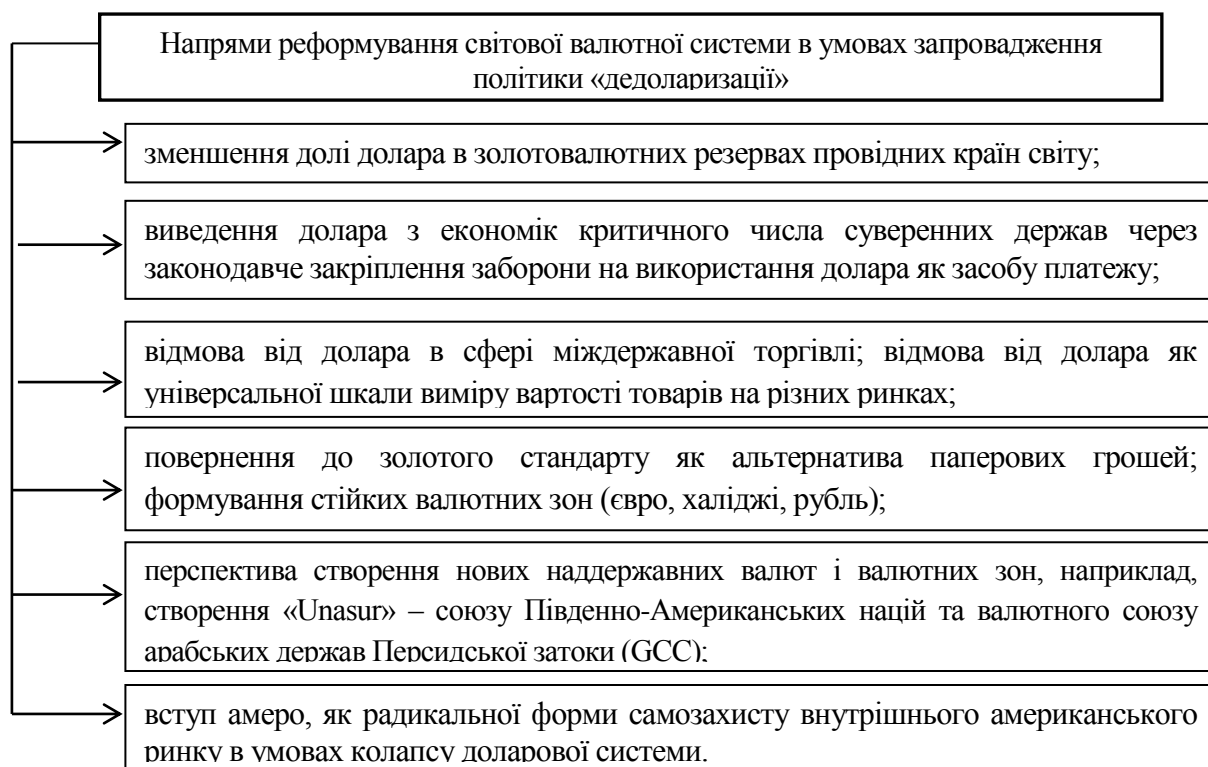 Напрями реформування світової валютної системи в умовах запровадження
політики «дедоларизації»
зменшення долі долара в золотовалютних резервах провідних країн світу;
виведення долара з економік критичного числа суверенних держав через
законодавче закріплення заборони на використання долара як засобу платежу;
відмова від долара в сфері міждержавної торгівлі; відмова від долара як
універсальної шкали виміру вартості товарів на різних ринках;
повернення до золотого стандарту як альтернатива паперових грошей;
формування стійких валютних зон (євро, халіджі, рубль);
перспектива створення нових наддержавних валют і валютних зон, наприклад,
створення «Unasur» – союзу Південно-Американських націй та валютного союзу
арабських держав Персидської затоки (GCC);
вступ амеро, як радикальної форми самозахисту внутрішнього американського
ринку в умовах колапсу доларової системи.